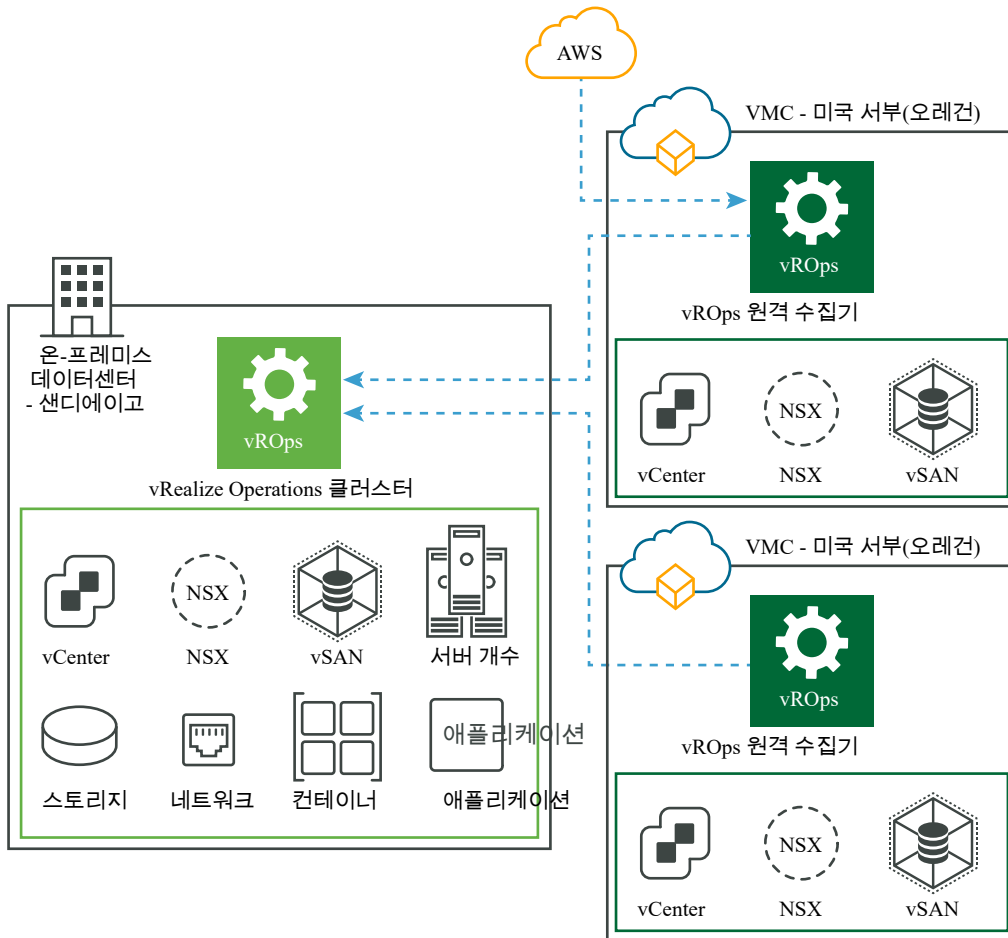 AWS
VMC - 미국 서부(오레건)
vROps
vROps 원격 수집기
NSX
vCenter
NSX
vSAN
온-프레미스
데이터센터
- 샌디에이고
vROps
vRealize Operations 클러스터
NSX
vCenter
NSX
vSAN
서버 개수
애플리케이션
스토리지
네트워크
컨테이너
애플리케이션
VMC - 미국 서부(오레건)
vROps
vROps 원격 수집기
NSX
vCenter
NSX
vSAN